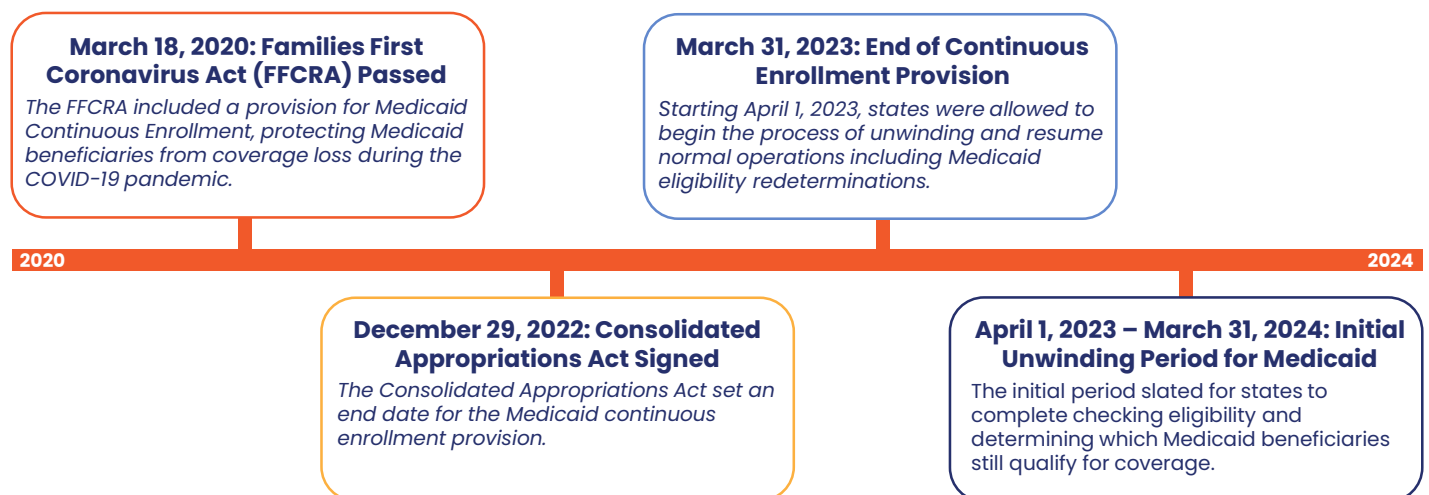 March 18, 2020: Families First
Coronavirus Act (FFCRA) Passed
The FFCRA included a provision for Medicaid
Continuous Enrollment, protecting Medicaid
beneficiaries from coverage loss during the
COVID-19 pandemic.
March 31, 2023: End of Continuous
Enrollment Provision
Starting April 1, 2023, states were allowed to
begin the process of unwinding and resume
normal operations including Medicaid
eligibility redeterminations.
2020
2024
December 29, 2022: Consolidated
Appropriations Act Signed
The Consolidated Appropriations Act set an
end date for the Medicaid continuous
enrollment provision.
April 1, 2023 – March 31, 2024: Initial
Unwinding Period for Medicaid
The initial period slated for states to
complete checking eligibility and
determining which Medicaid beneficiaries
still qualify for coverage.